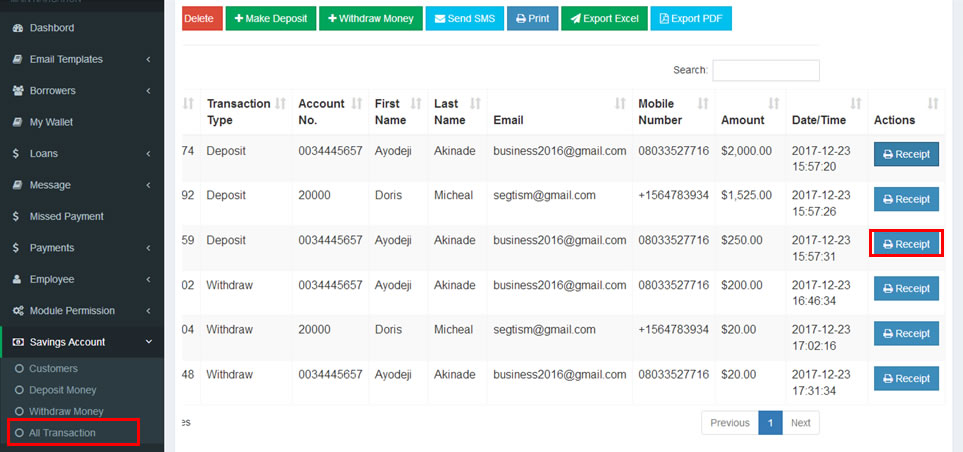 Dashbord
Email Templates
Borrowers
My Wallet
Loans
Message
Missed Payment
Payments
Employee
Module Permission
Savings Account
Customers
Deposit Money
Withdraw Money
All Transaction
Delete Make Deposit Withdraw Money Send SMS Print Export Excel Export PDF
Search:
Transaction Account First Last Mobile
Type No. Name Name Email Number Amount Date/Time Actions
74 Deposit 0034445657 Ayodeji Akinade business2016@gmail.com 08033527716 $2,000.00 2017-12-23 Receipt
15:57:20
92 Deposit 20000 Doris Micheal segtism@gmail.com +1564783934 $1,525.00 2017-12-23 Receipt
15:57:26
59 Deposit 0034445657 Ayodeji Akinade business2016@gmail.com 08033527716 $250.00 2017-12-23 Receipt
15:57:31
02 Withdraw 0034445657 Ayodeji Akinade business2016@gmail.com 08033527716 $200.00 2017-12-23 Receipt
16:46:34
04 Withdraw 20000 Doris Micheal segtism@gmail.com +1564783934 $20.00 2017-12-23 Receipt
17:02:16
48 Withdraw 0034445657 Ayodeji Akinade business2016@gmail.com 08033527716 $20.00 2017-12-23 Receipt
17:31:34
es Previous 1 Next